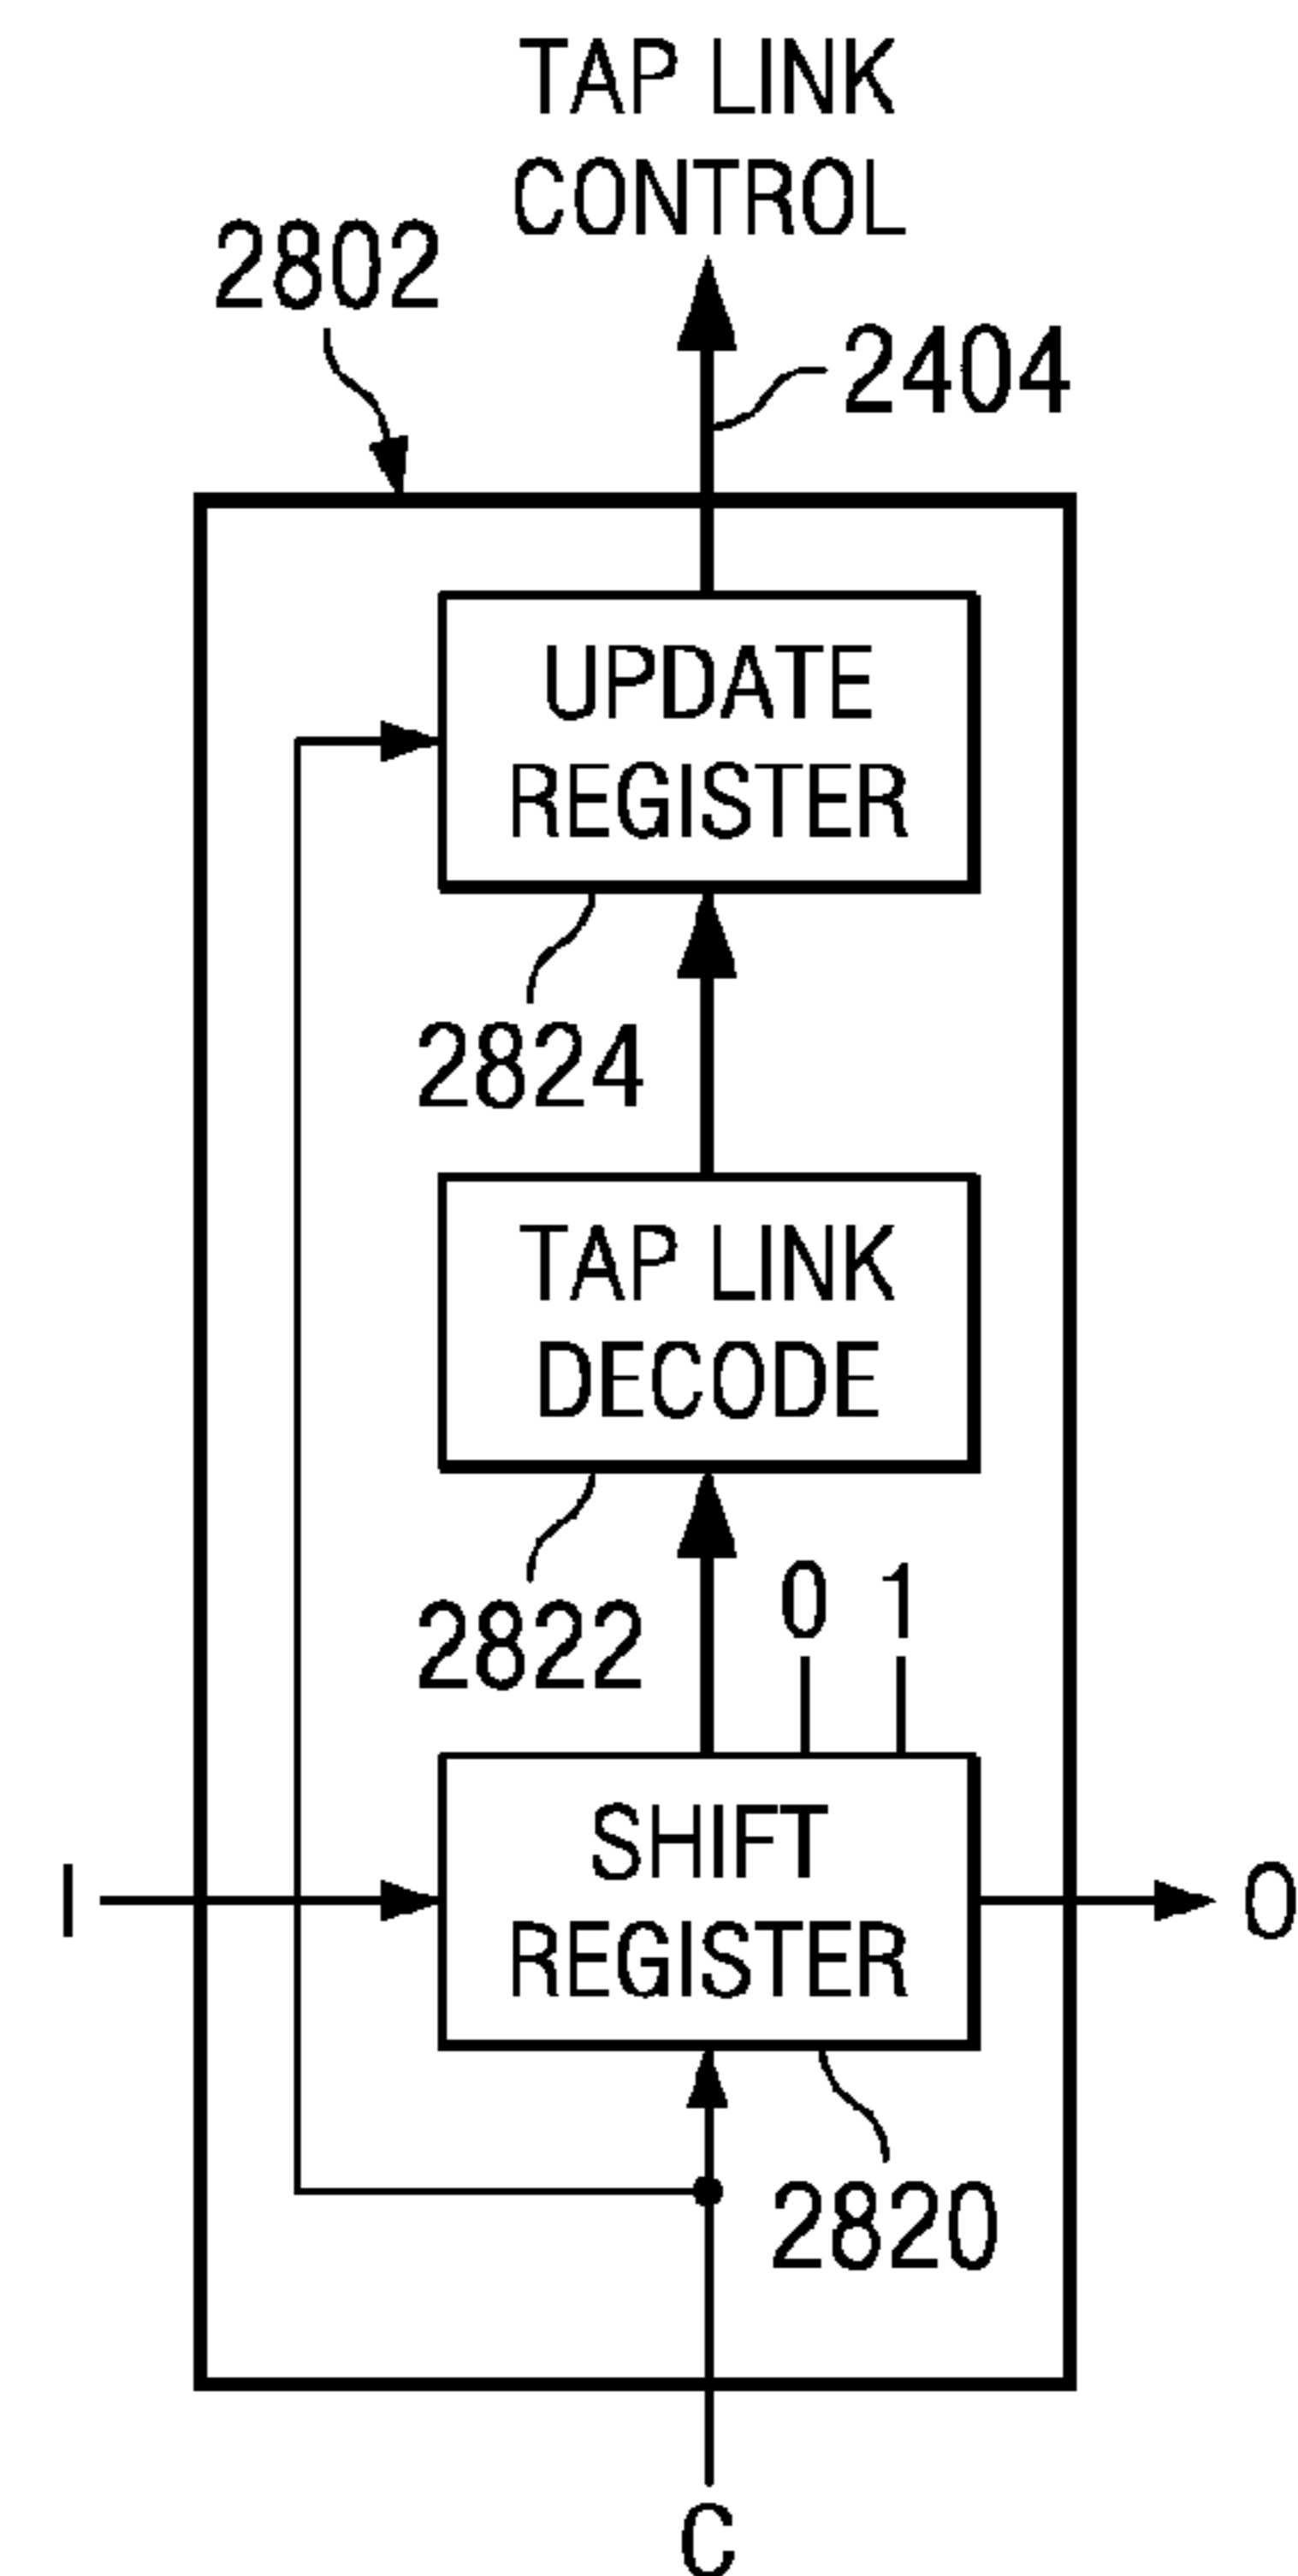 TAP LINK
CONTROL
2802
2404
UPDATE
REGISTER
2824
TAP LINK
DECODE
2822
0 1
SHIFT
REGISTER
I
O
2820
C